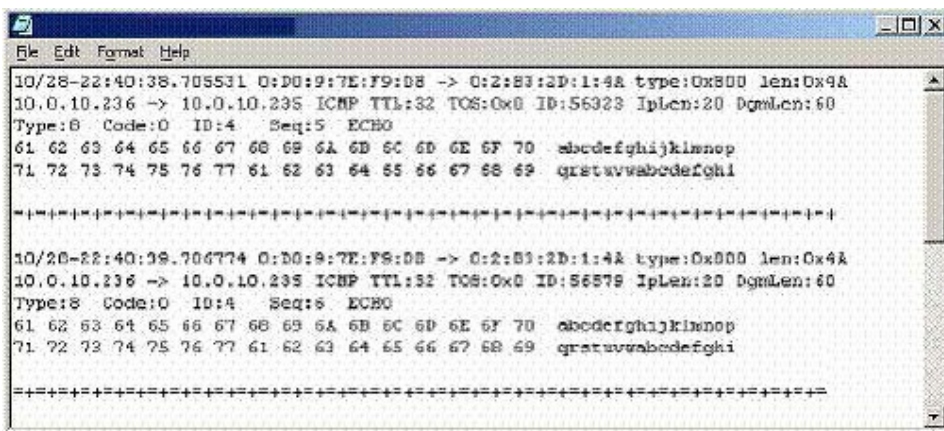 File Edit Format Help
10/28-22:40:38.705531 0:D0:9:7E:F9:DB -> 0:2:B3:2D:1:4A type:0x800 len:0x4A
10.0.10.236 -> 10.0.10.235 ICMP TTL:32 TOS:0x0 ID:56323 IpLen:20 DgmLen:60
Type:8 Code:0 ID:4 Seq:5 ECHO
61 62 63 64 65 66 67 68 69 6A 6B 6C 6D 6E 6F 70 abcdefghijklmnop
71 72 73 74 75 76 77 61 62 63 64 65 66 67 68 69 qrstuvwabcdefghi
=+=+=+=+=+=+=+=+=+=+=+=+=+=+=+=+=+=+=+=+=+=+=+=+=+=+=+=+=+=+=+=+=+=+=+=+
10/28-22:40:39.706774 0:D0:9:7E:F9:DB -> 0:2:B3:2D:1:4A type:0x800 len:0x4A
10.0.10.236 -> 10.0.10.235 ICMP TTL:32 TOS:0x0 ID:56579 IpLen:20 DgmLen:60
Type:8 Code:0 ID:4 Seq:6 ECHO
61 62 63 64 65 66 67 68 69 6A 6B 6C 6D 6E 6F 70 abcdefghijklmnop
71 72 73 74 75 76 77 61 62 63 64 65 66 67 68 69 qrstuvwabcdefghi
=+=+=+=+=+=+=+=+=+=+=+=+=+=+=+=+=+=+=+=+=+=+=+=+=+=+=+=+=+=+=+=+=+=+=+=